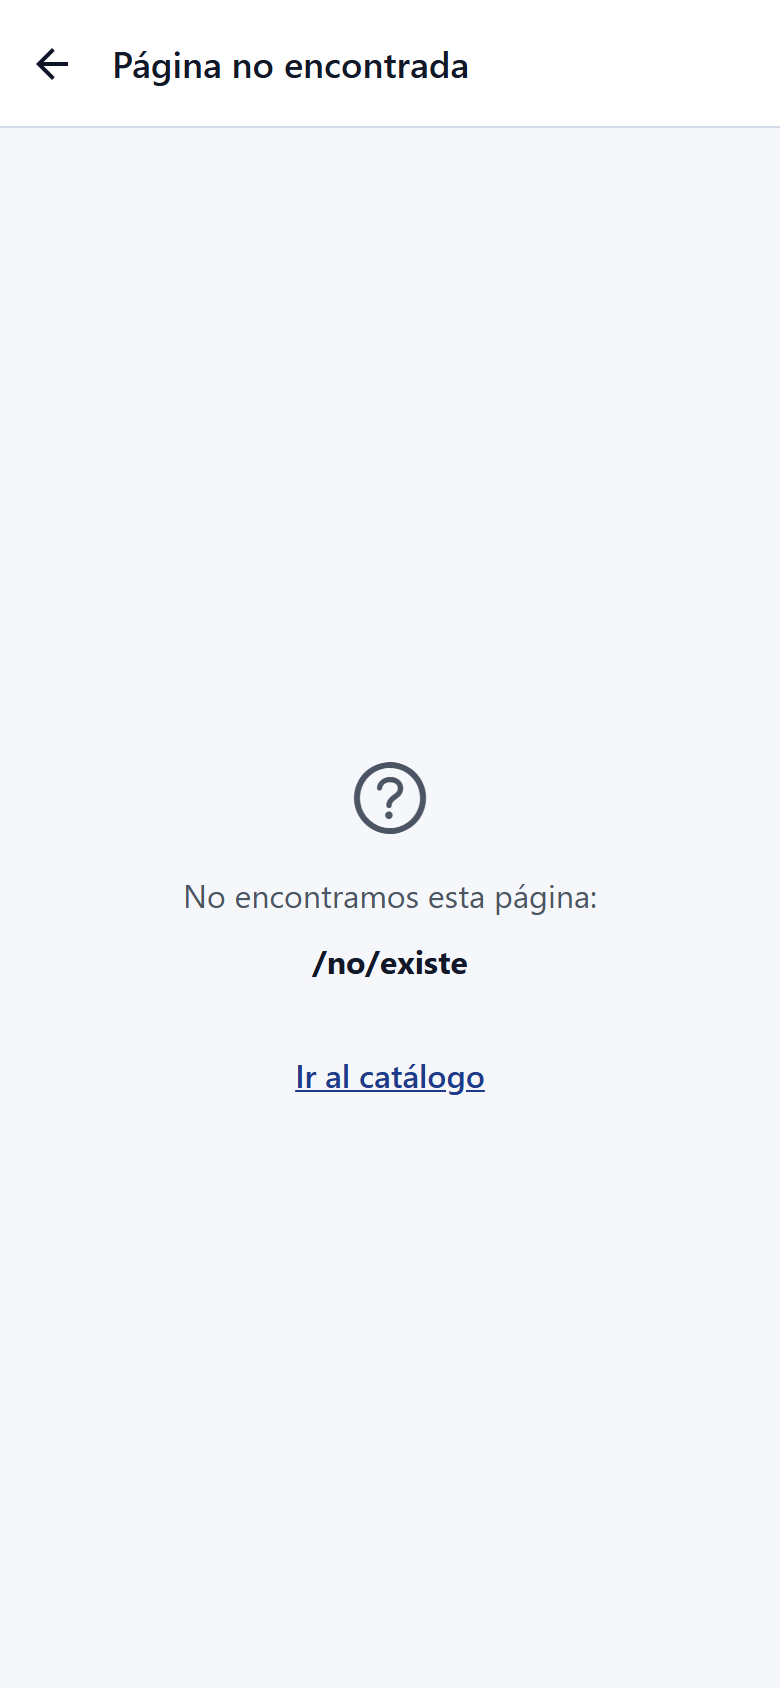 Página no encontrada
No encontramos esta página:
/no/existe
Ir al catálogo